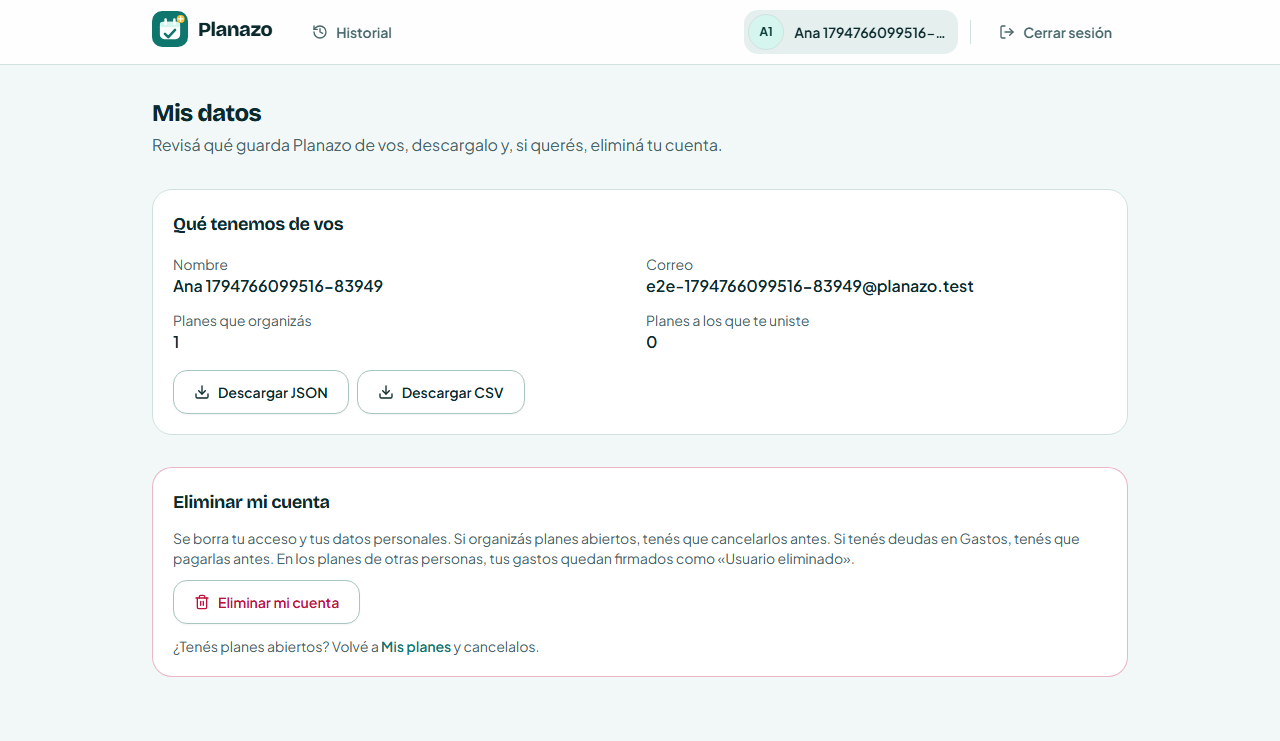 Planazo
Historial
A1
Ana 1794766099516-…
Cerrar sesión
Mis datos
Revisá qué guarda Planazo de vos, descargalo y, si querés, eliminá tu cuenta.
Qué tenemos de vos
Nombre
Ana 1794766099516-83949
Correo
e2e-1794766099516-83949@planazo.test
Planes que organizás
1
Planes a los que te uniste
0
Descargar JSON
Descargar CSV
Eliminar mi cuenta
Se borra tu acceso y tus datos personales. Si organizás planes abiertos, tenés que cancelarlos antes. Si tenés deudas en Gastos, tenés que
pagarlas antes. En los planes de otras personas, tus gastos quedan firmados como «Usuario eliminado».
Eliminar mi cuenta
¿Tenés planes abiertos? Volvé a Mis planes y cancelalos.